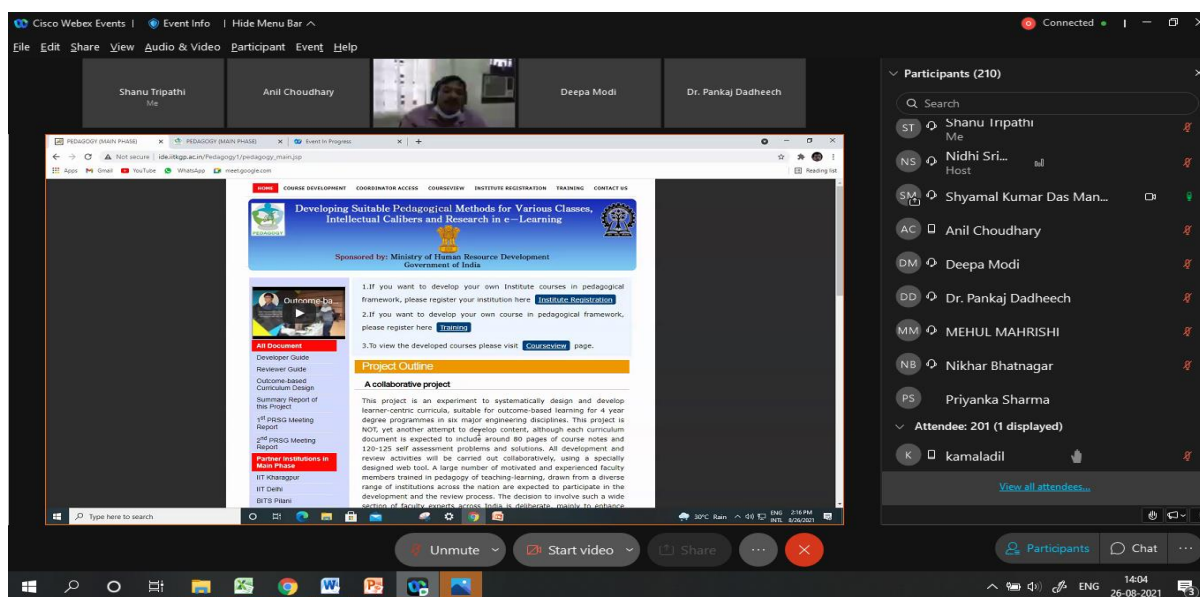 Cisco Webex Events | Event Info | Hide Menu Bar
Connected
File Edit Share View Audio & Video Participant Event Help
Shanu Tripathi
Me
Anil Choudhary
Deepa Modi
Dr. Pankaj Dadheech
PEDAGOGY (MAIN PHASE)
PEDAGOGY (MAIN PHASE)
Event In Progress
Not secure | ide.iitkgp.ac.in/Pedagogy1/pedagogy_main.jsp
Apps Gmail YouTube WhatsApp meetgoogle.com
Reading list
HOME COURSE DEVELOPMENT COORDINATOR ACCESS COURSEVIEW INSTITUTE REGISTRATION TRAINING CONTACT US
PEDAGOGY
Developing Suitable Pedagogical Methods for Various Classes,
Intellectual Calibers and Research in e-Learning
Sponsored by: Ministry of Human Resource Development
Government of India
Outcome-ba...
1.If you want to develop your own Institute courses in pedagogical
framework, please register your institution here Institute Registration
2.If you want to develop your own course in pedagogical framework,
please register here Training
3.To view the developed courses please visit Courseview page.
All Document
Developer Guide
Reviewer Guide
Outcome-based
Curriculum Design
Summary Report of
this Project
1st PRSG Meeting
Report
2nd PRSG Meeting
Report
Partner Institutions in
Main Phase
IIT Kharagpur
IIT Delhi
BITS Pilani
Project Outline
A collaborative project
This project is an experiment to systematically design and develop
learner-centric curricula, suitable for outcome-based learning for 4 year
degree programmes in six major engineering disciplines. This project is
NOT, yet another attempt to develop content, although each curriculum
document is expected to include around 80 pages of course notes and
120-125 self assessment problems and solutions. All development and
review activities will be carried out collaboratively, using a specially
designed web tool. A large number of motivated and experienced faculty
members trained in pedagogy of teaching-learning, drawn from a diverse
range of institutions across the nation are expected to participate in the
development and the review process. The decision to involve such a wide
section of faculty experts across India is deliberate, mainly to enhance
Type here to search
30°C Rain
ENG
INTL
2:16 PM
8/26/2021
Participants (210)
Search
ST Shanu Tripathi
Me
NS Nidhi Sri...
Host
SM Shyamal Kumar Das Man...
AC Anil Choudhary
DM Deepa Modi
DD Dr. Pankaj Dadheech
MM MEHUL MAHRISHI
NB Nikhar Bhatnagar
PS Priyanka Sharma
Attendee: 201 (1 displayed)
K kamaladil
View all attendees...
Unmute
Start video
Share
Participants
Chat
ENG
14:04
26-08-2021
3